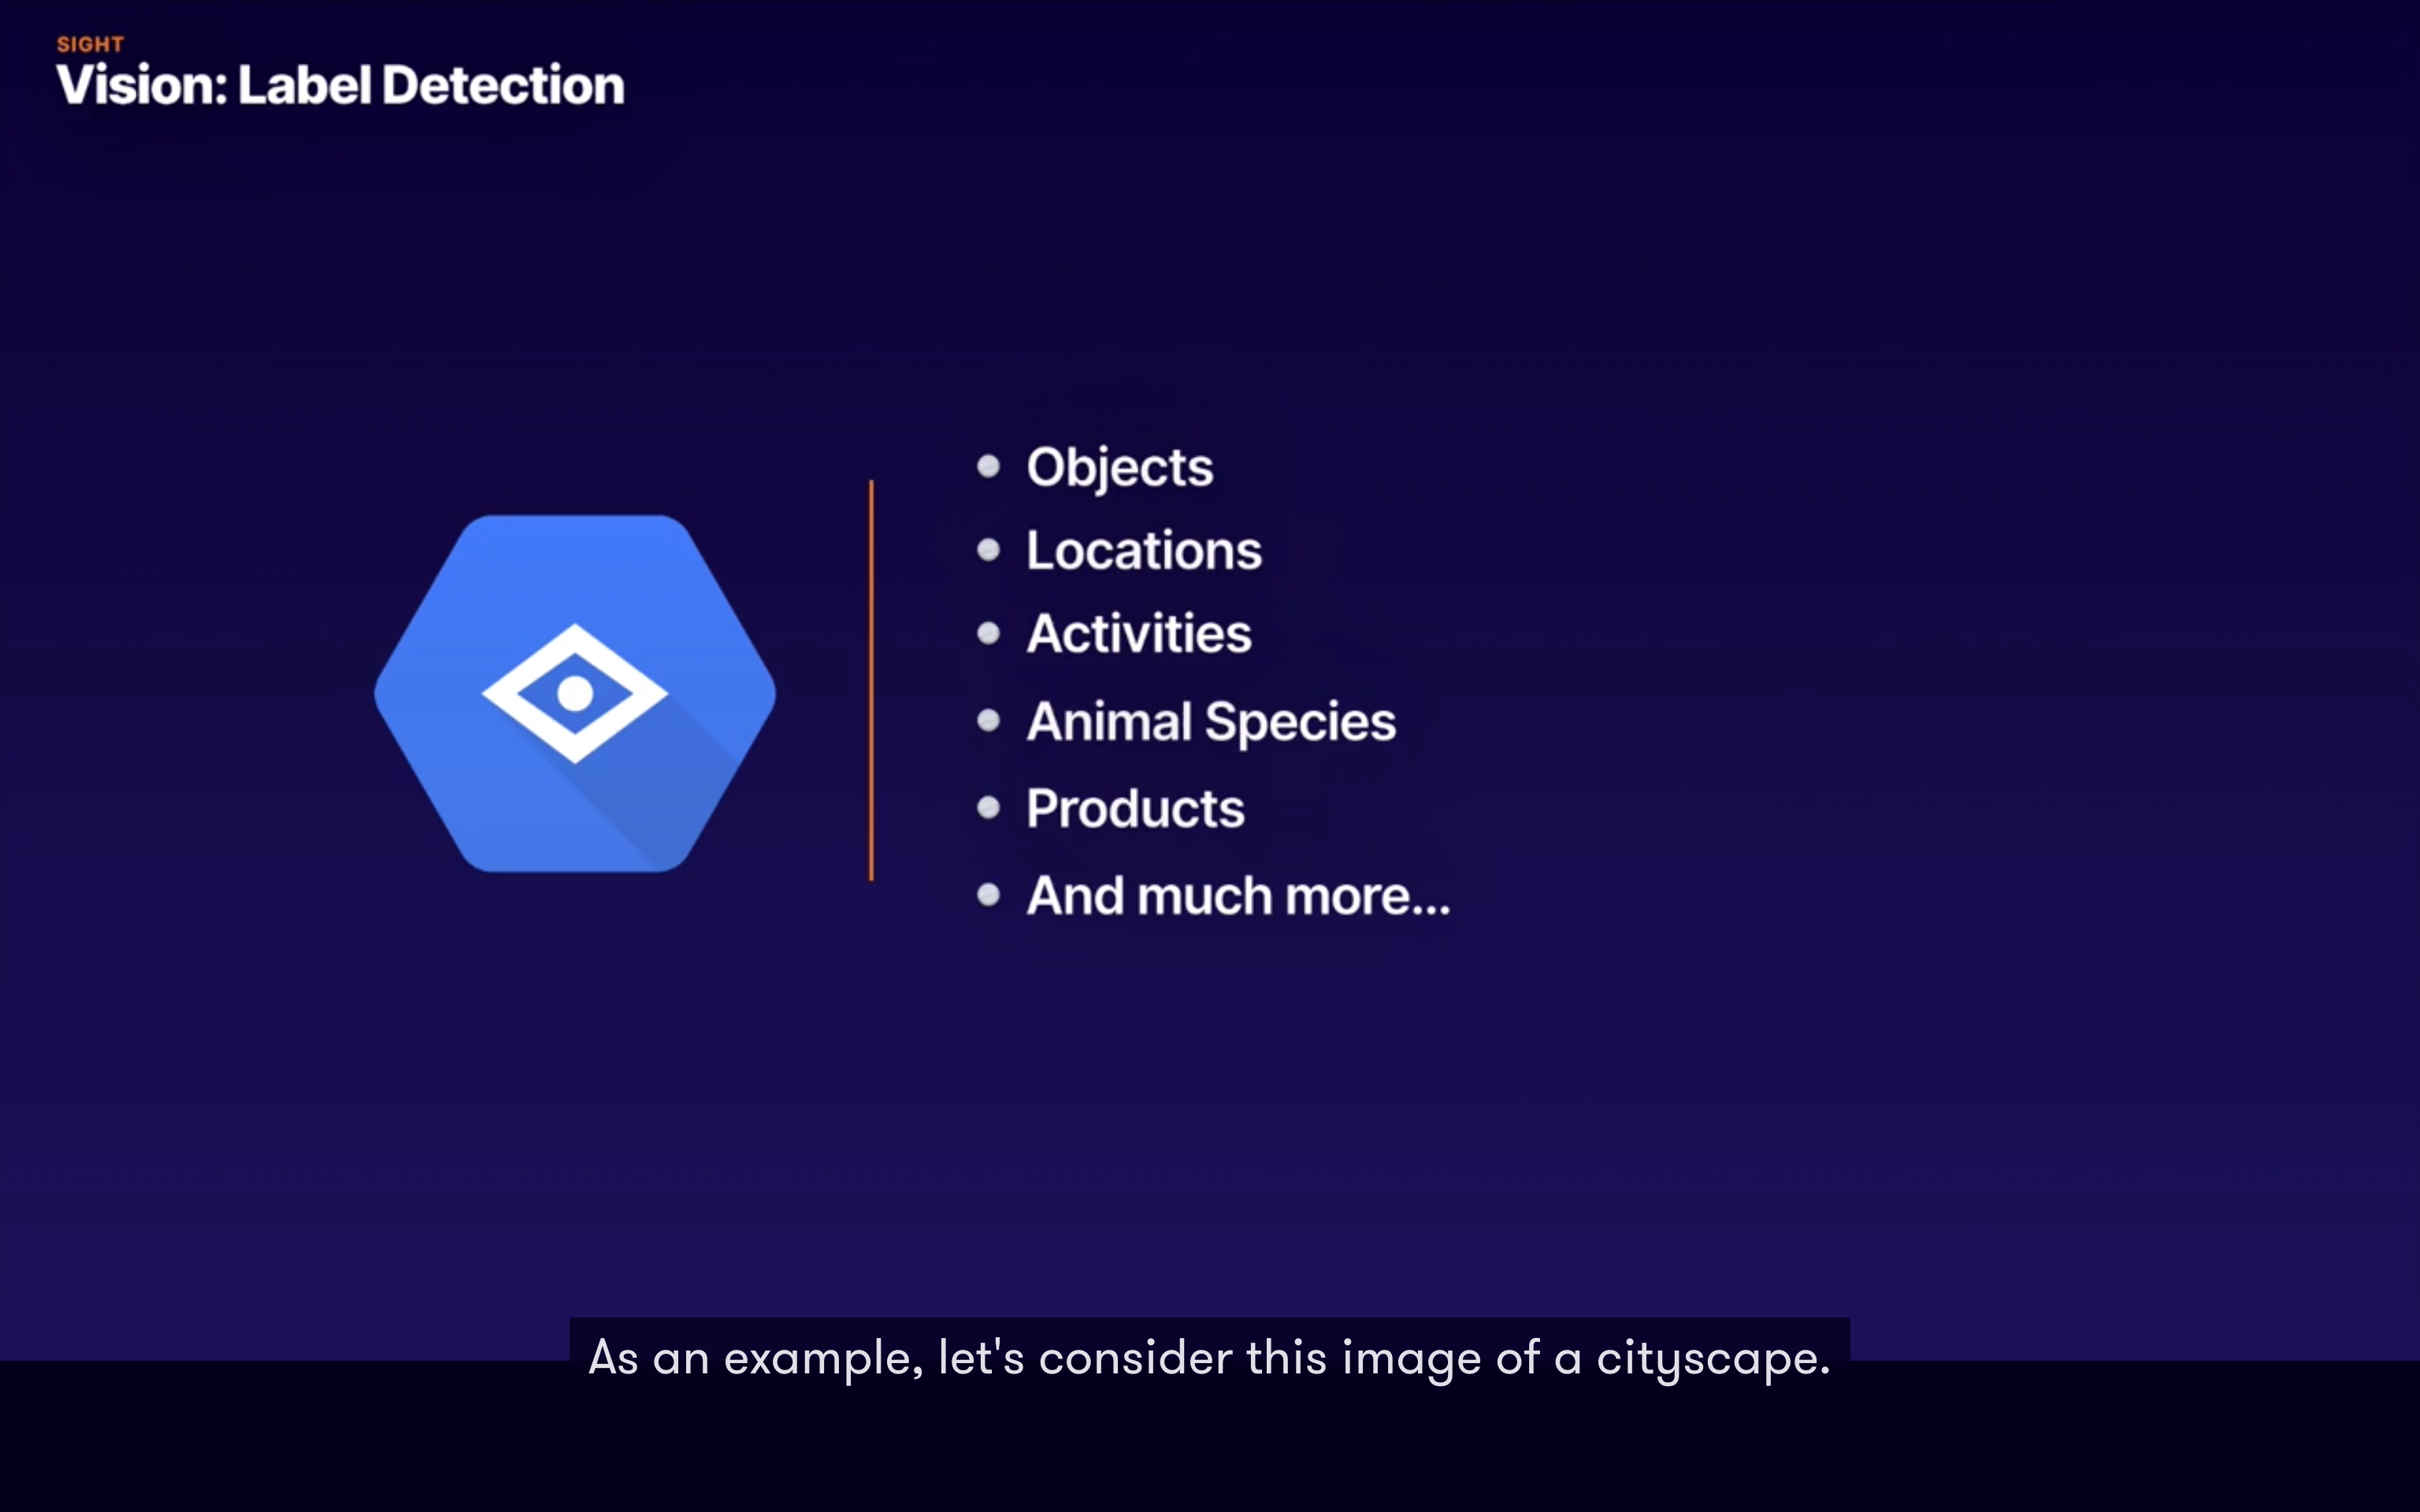 SIGHT
Vision: Label Detection
Objects
Locations
Activities
Animal Species
Products
And much more...
As an example, let's consider this image of a cityscape.